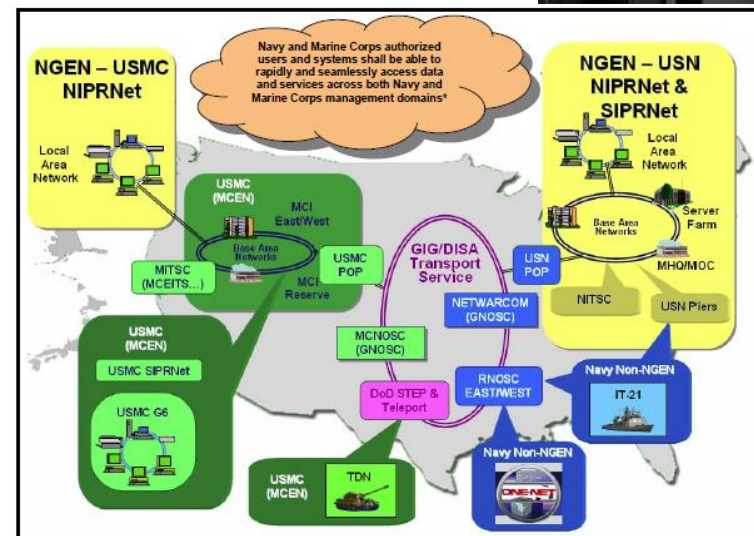 Navy and Marine Corps authorized
users and systems shall be able to
rapidly and seamlessly access data
and services across both Navy and
Marine Corps management domains*
NGEN – USMC
NIPRNet
Local
Area
Network
NGEN – USN
NIPRNet &
SIPRNet
Local Area
Network
Base Area
Networks
Server
Farm
MHQ/MOC
NITSC
USN Piers
USMC
(MCEN)
MCI
East/West
Base Area
Networks
MCI
Reserve
MITSC
(MCEITS...)
USMC
POP
GIG/DISA
Transport
Service
USN
POP
NETWARCOM
(GNOSC)
MCNOSC
(GNOSC)
DoD STEP &
Teleport
RNOSC
EAST/WEST
USMC
(MCEN)
USMC SIPRNet
USMC G6
Navy Non-NGEN
IT-21
USMC
(MCEN)
TDN
Navy Non-NGEN
ONE-NET